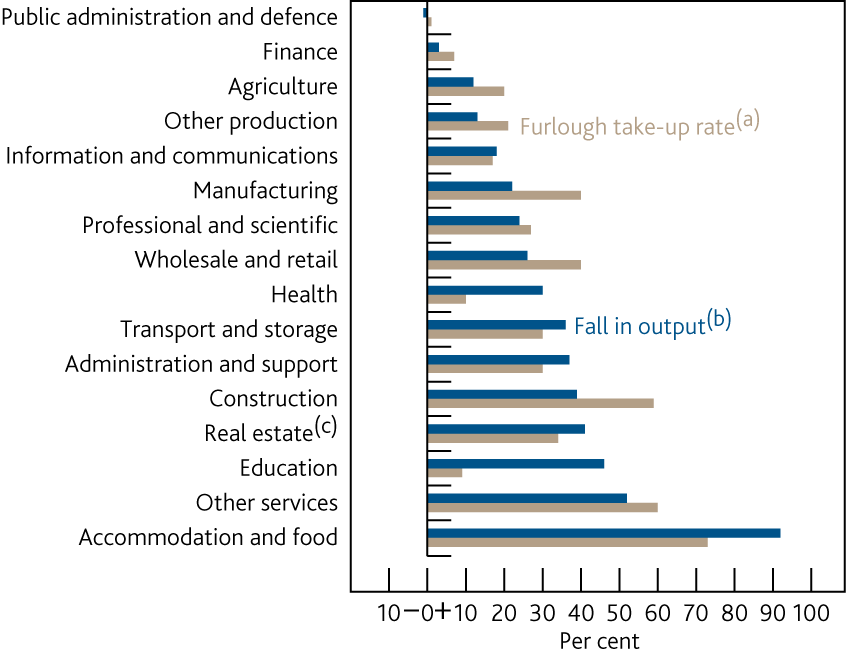 Public administration and defence
Finance
Agriculture
Other production
Furlough take-up rate(a)
Information and communications
Manufacturing
Professional and scientific
Wholesale and retail
Health
Transport and storage
Fall in output(b)
Administration and support
Construction
Real estate(c)
Education
Other services
Accommodation and food
10–0+10 20 30 40 50 60 70 80 90 100
Per cent